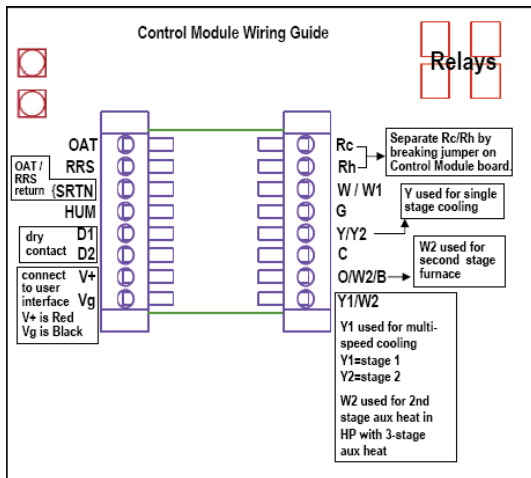 Control Module Wiring Guide
Relays
OAT
RRS
{SRTN
HUM
D1
D2
V+
Vg
OAT /
RRS
return
dry
contact
connect
to user
interface
V+ is Red
Vg is Black
Rc
Rh
W / W1
G
Y/Y2
C
O/W2/B
Y1/W2
Separate Rc/Rh by
breaking jumper on
Control Module board.
Y used for single
stage cooling
W2 used for
second stage
furnace
Y1 used for multi-
speed cooling
Y1=stage 1
Y2=stage 2
W2 used for 2nd
stage aux heat in
HP with 3-stage
aux heat